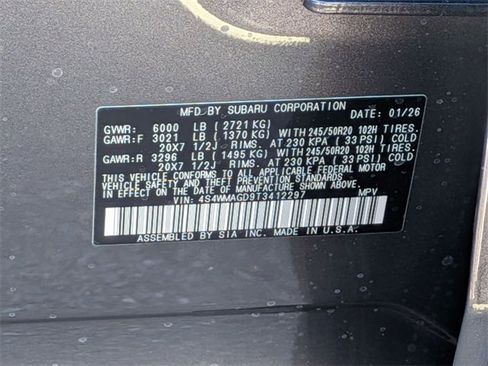 MFD BY SUBARU CORPORATION DATE: 01/26
GVWR: 6000 LB (2721 KG)
GAWR:F 3021 LB (1370 KG) WITH 245/50R20 102H TIRES.
20X7 1/2J RIMS, AT 230 KPA (33 PSI) COLD
GAWR:R 3296 LB (1495 KG) WITH 245/50R20 102H TIRES.
20X7 1/2J RIMS, AT 230 KPA (33 PSI) COLD
THIS VEHICLE CONFORMS TO ALL APPLICABLE FEDERAL MOTOR
VEHICLE SAFETY, BUMPER, AND THEFT PREVENTION STANDARDS
IN EFFECT ON THE DATE OF MANUFACTURE SHOWN ABOVE.
VIN: 4S4WMAGD9T3412297 MPV
ASSEMBLED BY SIA INC. MADE IN U.S.A.